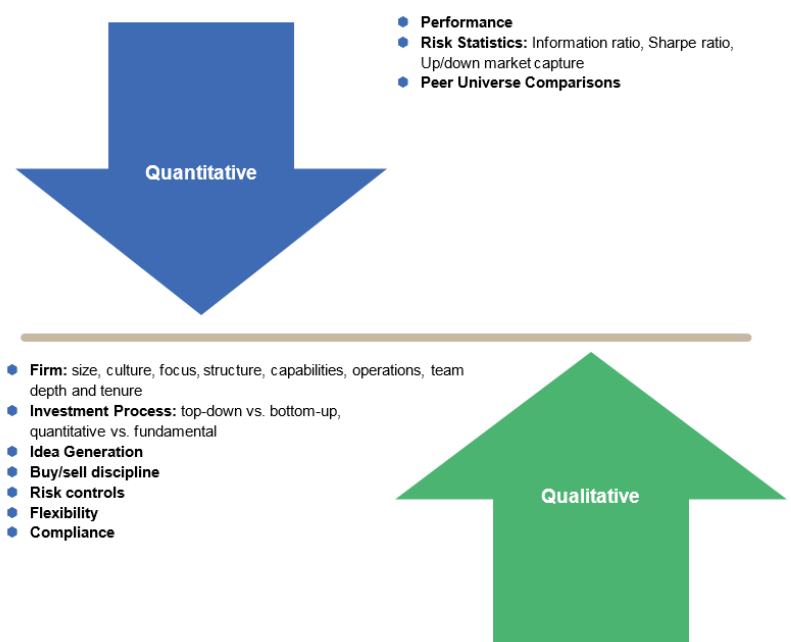 Performance
Risk Statistics: Information ratio, Sharpe ratio,
Up/down market capture
Peer Universe Comparisons
Quantitative
Firm: size, culture, focus, structure, capabilities, operations, team
depth and tenure
Investment Process: top-down vs. bottom-up,
quantitative vs. fundamental
Idea Generation
Buy/sell discipline
Risk controls
Flexibility
Compliance
Qualitative